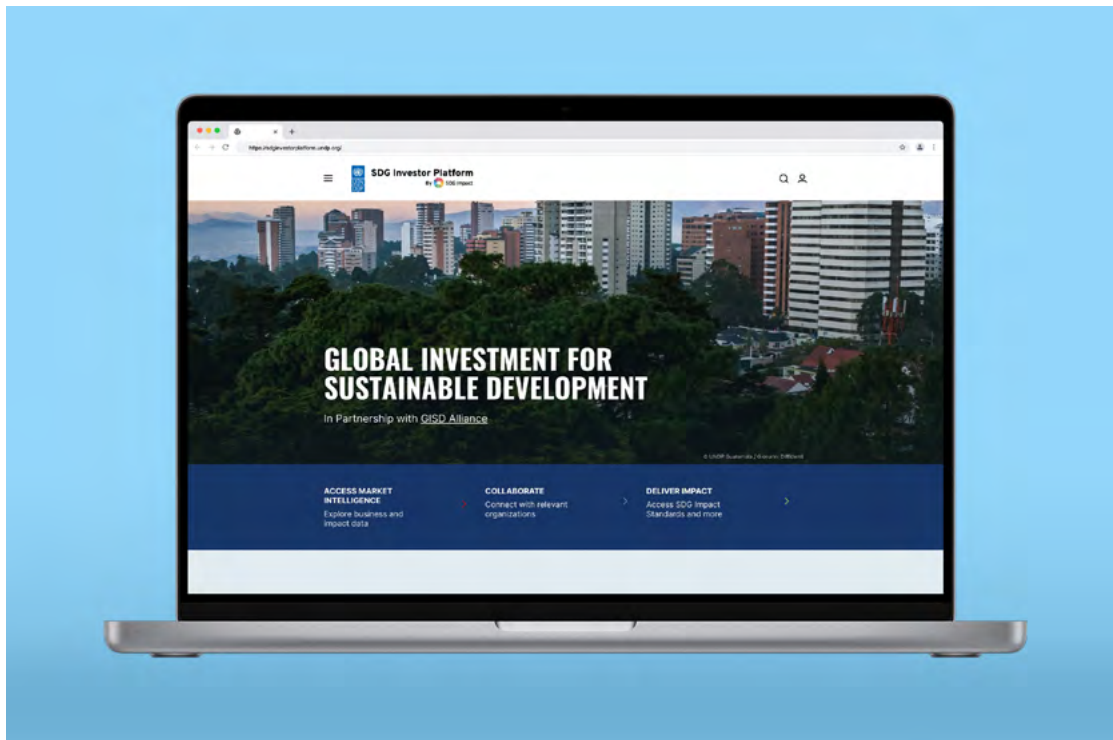 https://sdginvestorplatform.undp.org/
SDG Investor Platform
By SDG Impact
GLOBAL INVESTMENT FOR
SUSTAINABLE DEVELOPMENT
In Partnership with GISD Alliance
© UNDP Guatemala /
ACCESS MARKET
INTELLIGENCE
Explore business and
impact data
COLLABORATE
Connect with relevant
organizations
DELIVER IMPACT
Access SDG Impact
Standards and more